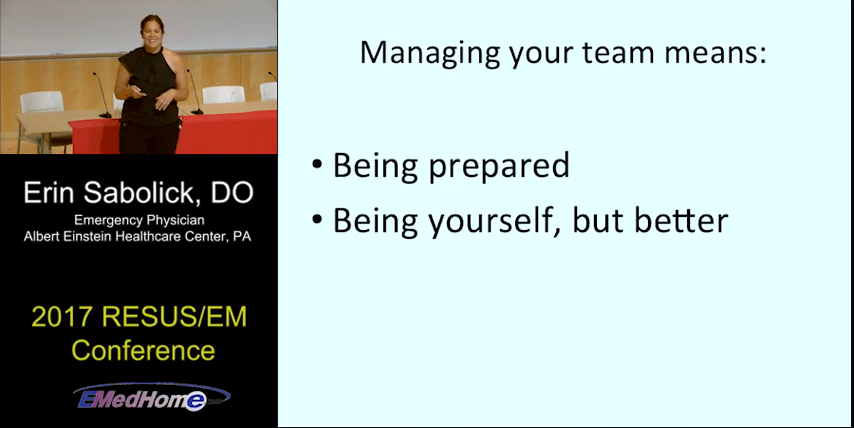 Managing your team means:
• Being prepared
• Being yourself, but better
Erin Sabolick, DO
Emergency Physician
Albert Einstein Healthcare Center, PA
2017 RESUS/EM
Conference
EMedHome